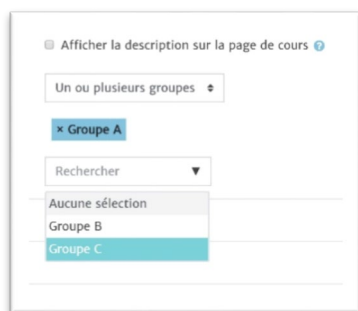 Afficher la description sur la page de cours ?
Un ou plusieurs groupes
× Groupe A
Rechercher ▼
Aucune sélection
Groupe B
Groupe C